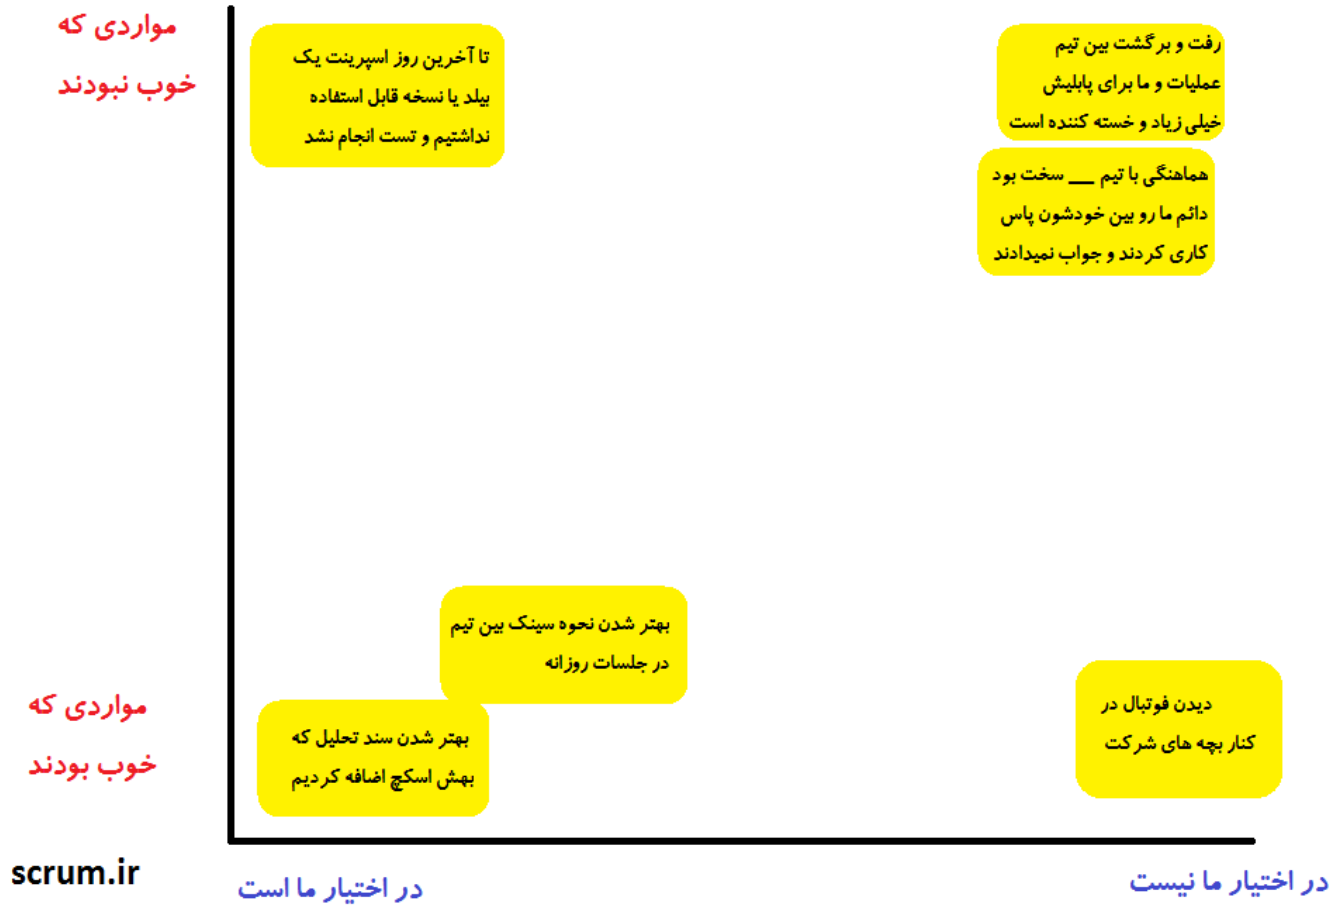 مواردی که
خوب نبودند
تا آخرین روز اسپرینت یک
بیلد یا نسخه قابل استفاده
نداشتیم و تست انجام نشد
رفت و برگشت بین تیم
عملیات و ما برای پابلیش
خیلی زیاد و خسته کننده است
هماهنگی با تیم __ سخت بود
دائم ما رو بین خودشون پاس
کاری کردند و جواب نمیدادند
بهتر شدن نحوه سینک بین تیم
در جلسات روزانه
مواردی که
خوب بودند
بهتر شدن سند تحلیل که
بهش اسکچ اضافه کردیم
دیدن فوتبال در
کنار بچه های شرکت
scrum.ir
در اختیار ما است
در اختیار ما نیست